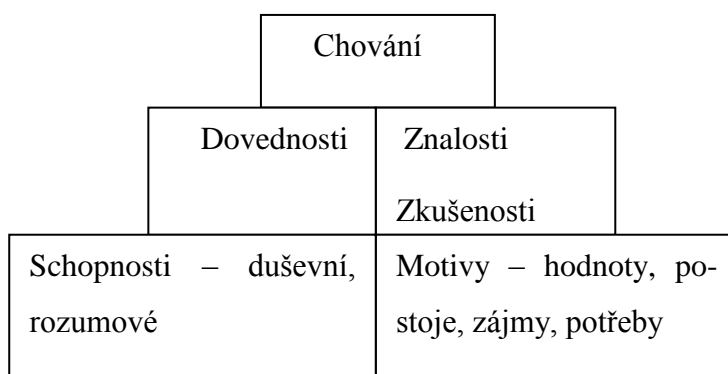 Chování
Dovednosti
Znalosti
Zkušenosti
Schopnosti – duševní,
rozumové
Motivy – hodnoty, po-
stoje, zájmy, potřeby